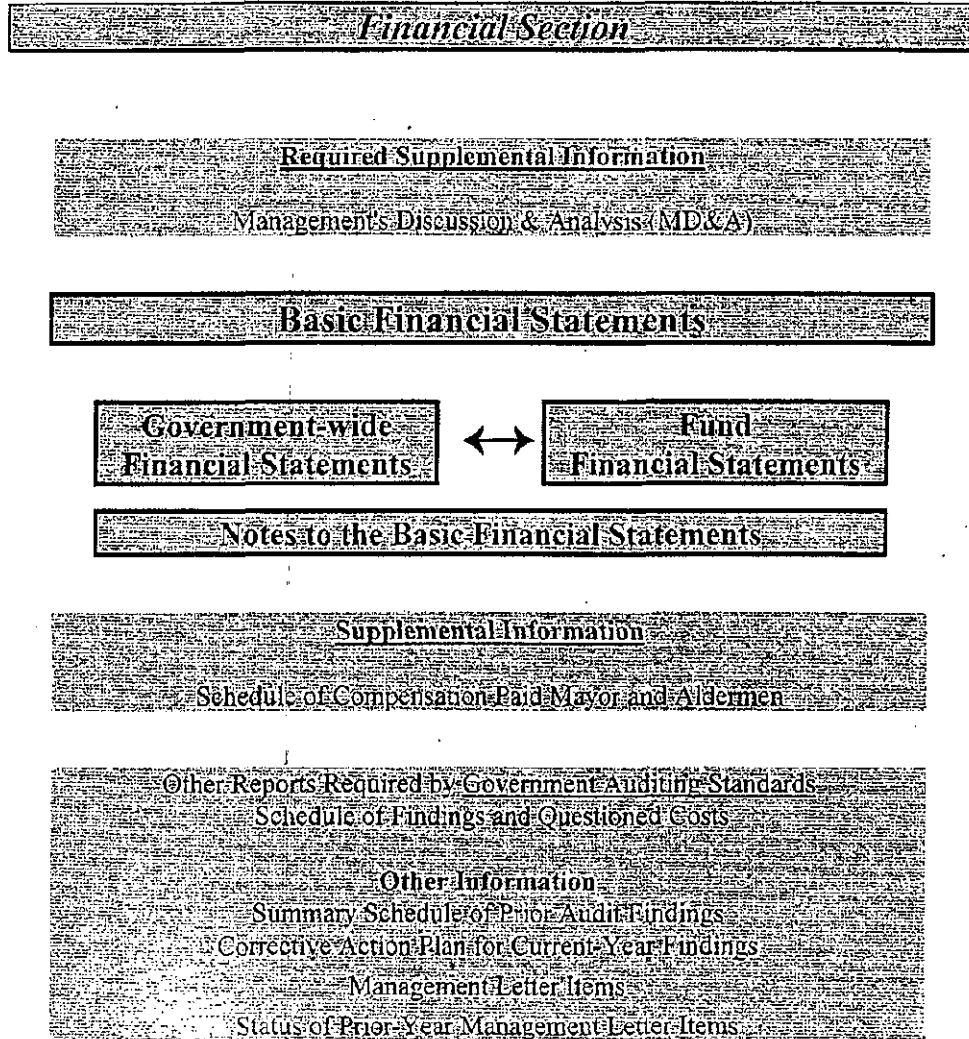 Financial Section
Required Supplemental Information
Management's Discussion & Analysis (MD&A)
Basic Financial Statements
Government-wide
Financial Statements
Fund
Financial Statements
Notes to the Basic Financial Statements
Supplemental Information
Schedule of Compensation Paid Mayor and Aldermen
Other Reports Required by Government Auditing Standards
Schedule of Findings and Questioned Costs
Other Information
Summary Schedule of Prior Audit Findings
Corrective Action Plan for Current-Year Findings
Management Letter Items
Status of Prior-Year Management Letter Items